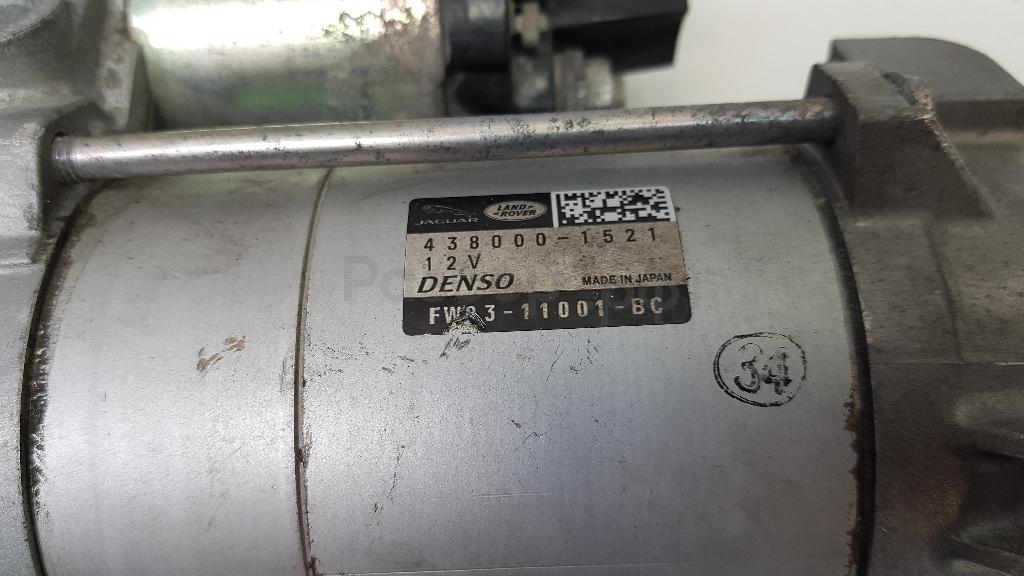 JAGUAR
LAND-
-ROVER
438000-1521
12V
DENSO MADE IN JAPAN
-11001-BC
34